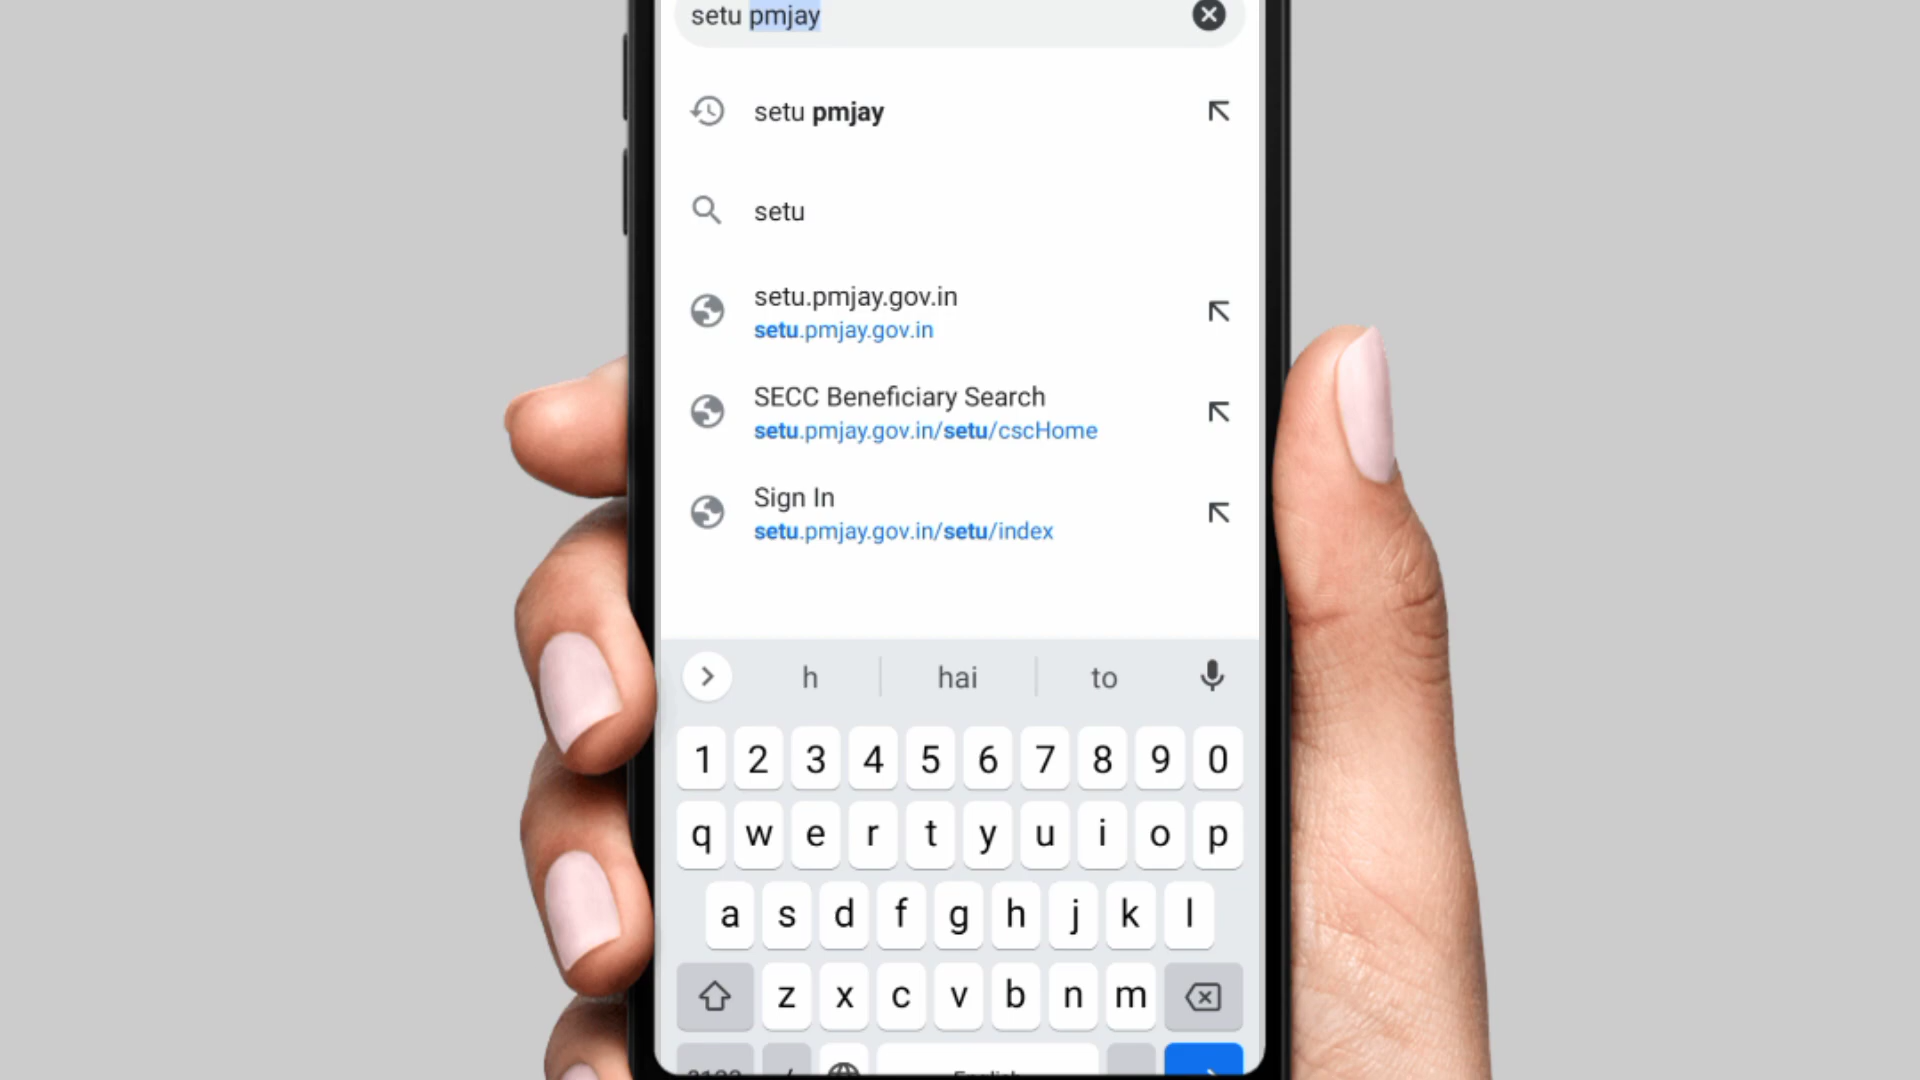 setu pmjay
setu pmjay
setu
setu.pmjay.gov.in
setu.pmjay.gov.in
SECC Beneficiary Search
setu.pmjay.gov.in/setu/cscHome
Sign In
setu.pmjay.gov.in/setu/index
h hai to
1 2 3 4 5 6 7 8 9 0
q w e r t y u i o p
a s d f g h j k l
z x c v b n m
English